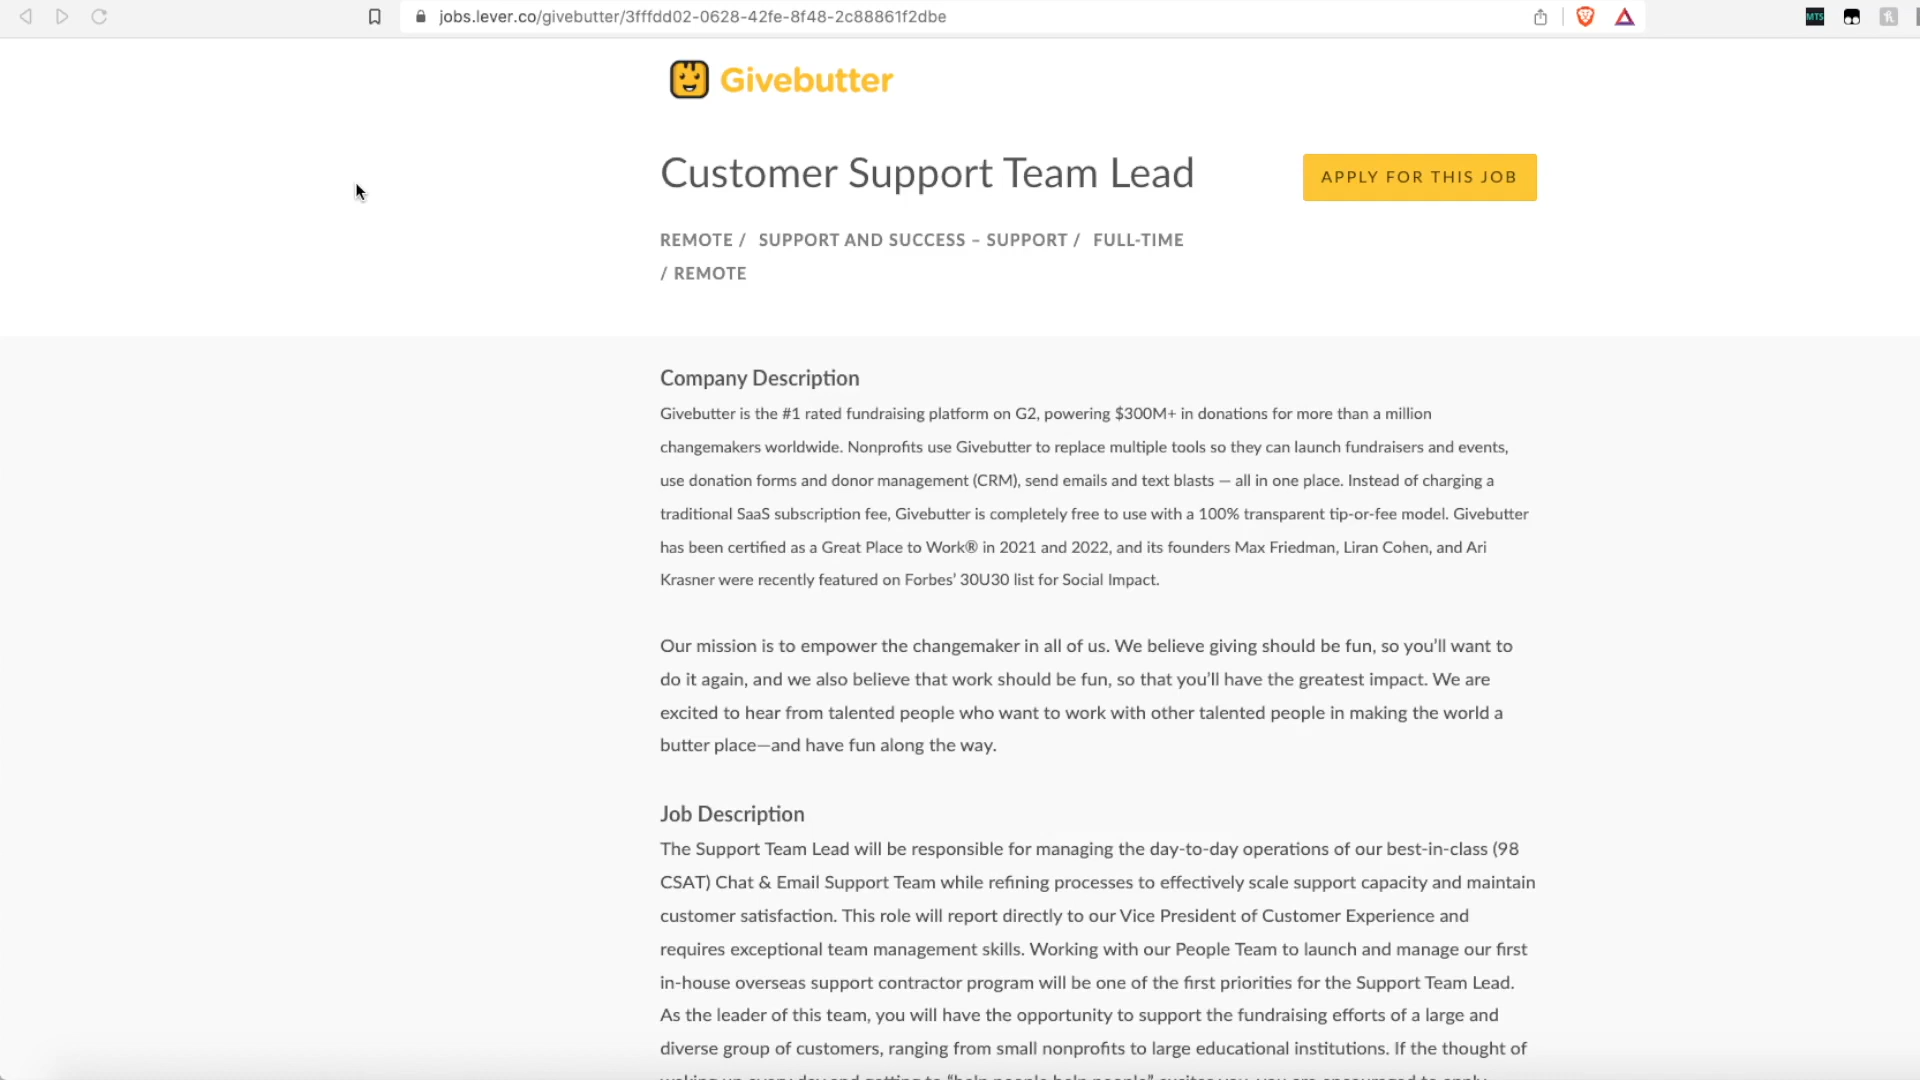 jobs.lever.co/givebutter/3fffdd02-0628-42fe-8f48-2c88861f2dbe
MTS
Givebutter
Customer Support Team Lead
APPLY FOR THIS JOB
REMOTE / SUPPORT AND SUCCESS – SUPPORT / FULL-TIME
/ REMOTE
Company Description
Givebutter is the #1 rated fundraising platform on G2, powering $300M+ in donations for more than a million
changemakers worldwide. Nonprofits use Givebutter to replace multiple tools so they can launch fundraisers and events,
use donation forms and donor management (CRM), send emails and text blasts — all in one place. Instead of charging a
traditional SaaS subscription fee, Givebutter is completely free to use with a 100% transparent tip-or-fee model. Givebutter
has been certified as a Great Place to Work® in 2021 and 2022, and its founders Max Friedman, Liran Cohen, and Ari
Krasner were recently featured on Forbes’ 30U30 list for Social Impact.
Our mission is to empower the changemaker in all of us. We believe giving should be fun, so you’ll want to
do it again, and we also believe that work should be fun, so that you’ll have the greatest impact. We are
excited to hear from talented people who want to work with other talented people in making the world a
butter place—and have fun along the way.
Job Description
The Support Team Lead will be responsible for managing the day-to-day operations of our best-in-class (98
CSAT) Chat & Email Support Team while refining processes to effectively scale support capacity and maintain
customer satisfaction. This role will report directly to our Vice President of Customer Experience and
requires exceptional team management skills. Working with our People Team to launch and manage our first
in-house overseas support contractor program will be one of the first priorities for the Support Team Lead.
As the leader of this team, you will have the opportunity to support the fundraising efforts of a large and
diverse group of customers, ranging from small nonprofits to large educational institutions. If the thought of